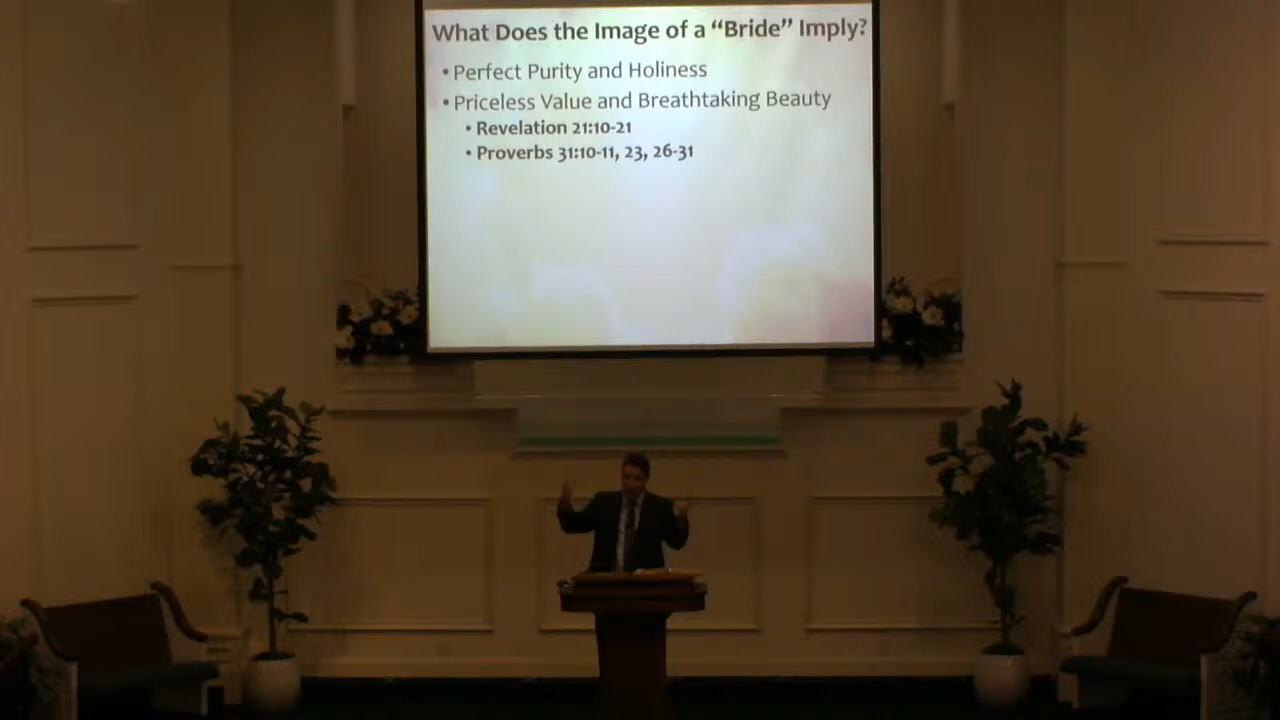 What Does the Image of a “Bride” Imply?
• Perfect Purity and Holiness
• Priceless Value and Breathtaking Beauty
• Revelation 21:10-21
• Proverbs 31:10-11, 23, 26-31